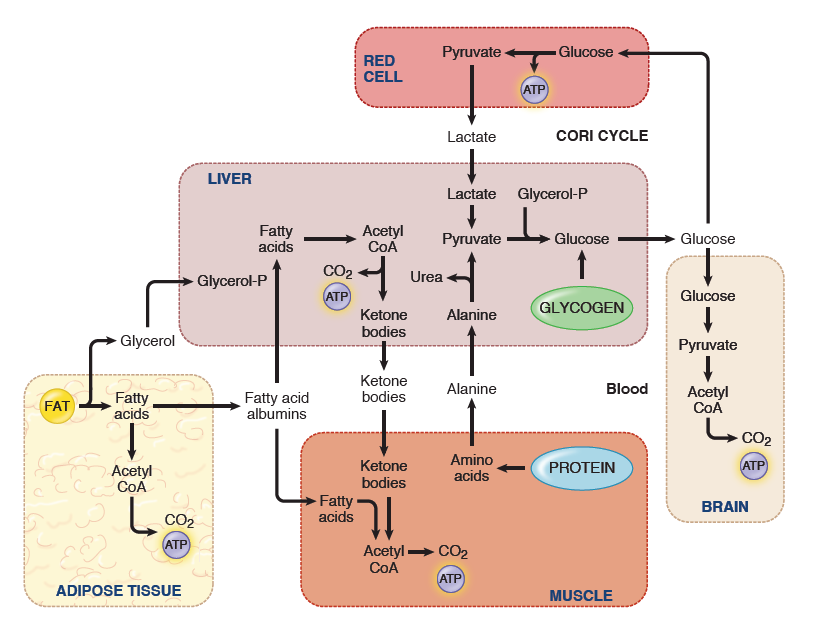 RED
CELL
Pyruvate
Glucose
ATP
Lactate
CORI CYCLE
LIVER
Lactate
Glycerol-P
Fatty
acids
Acetyl
CoA
Pyruvate
Glucose
Glucose
CO2
ATP
Glycerol-P
Urea
Ketone
bodies
Alanine
GLYCOGEN
Glucose
Pyruvate
Acetyl
CoA
CO2
ATP
BRAIN
Glycerol
Ketone
bodies
Alanine
Blood
FAT
Fatty
acids
Fatty acid
albumins
Acetyl
CoA
CO2
ATP
ADIPOSE TISSUE
Ketone
bodies
Amino
acids
PROTEIN
Fatty
acids
Acetyl
CoA
CO2
ATP
MUSCLE